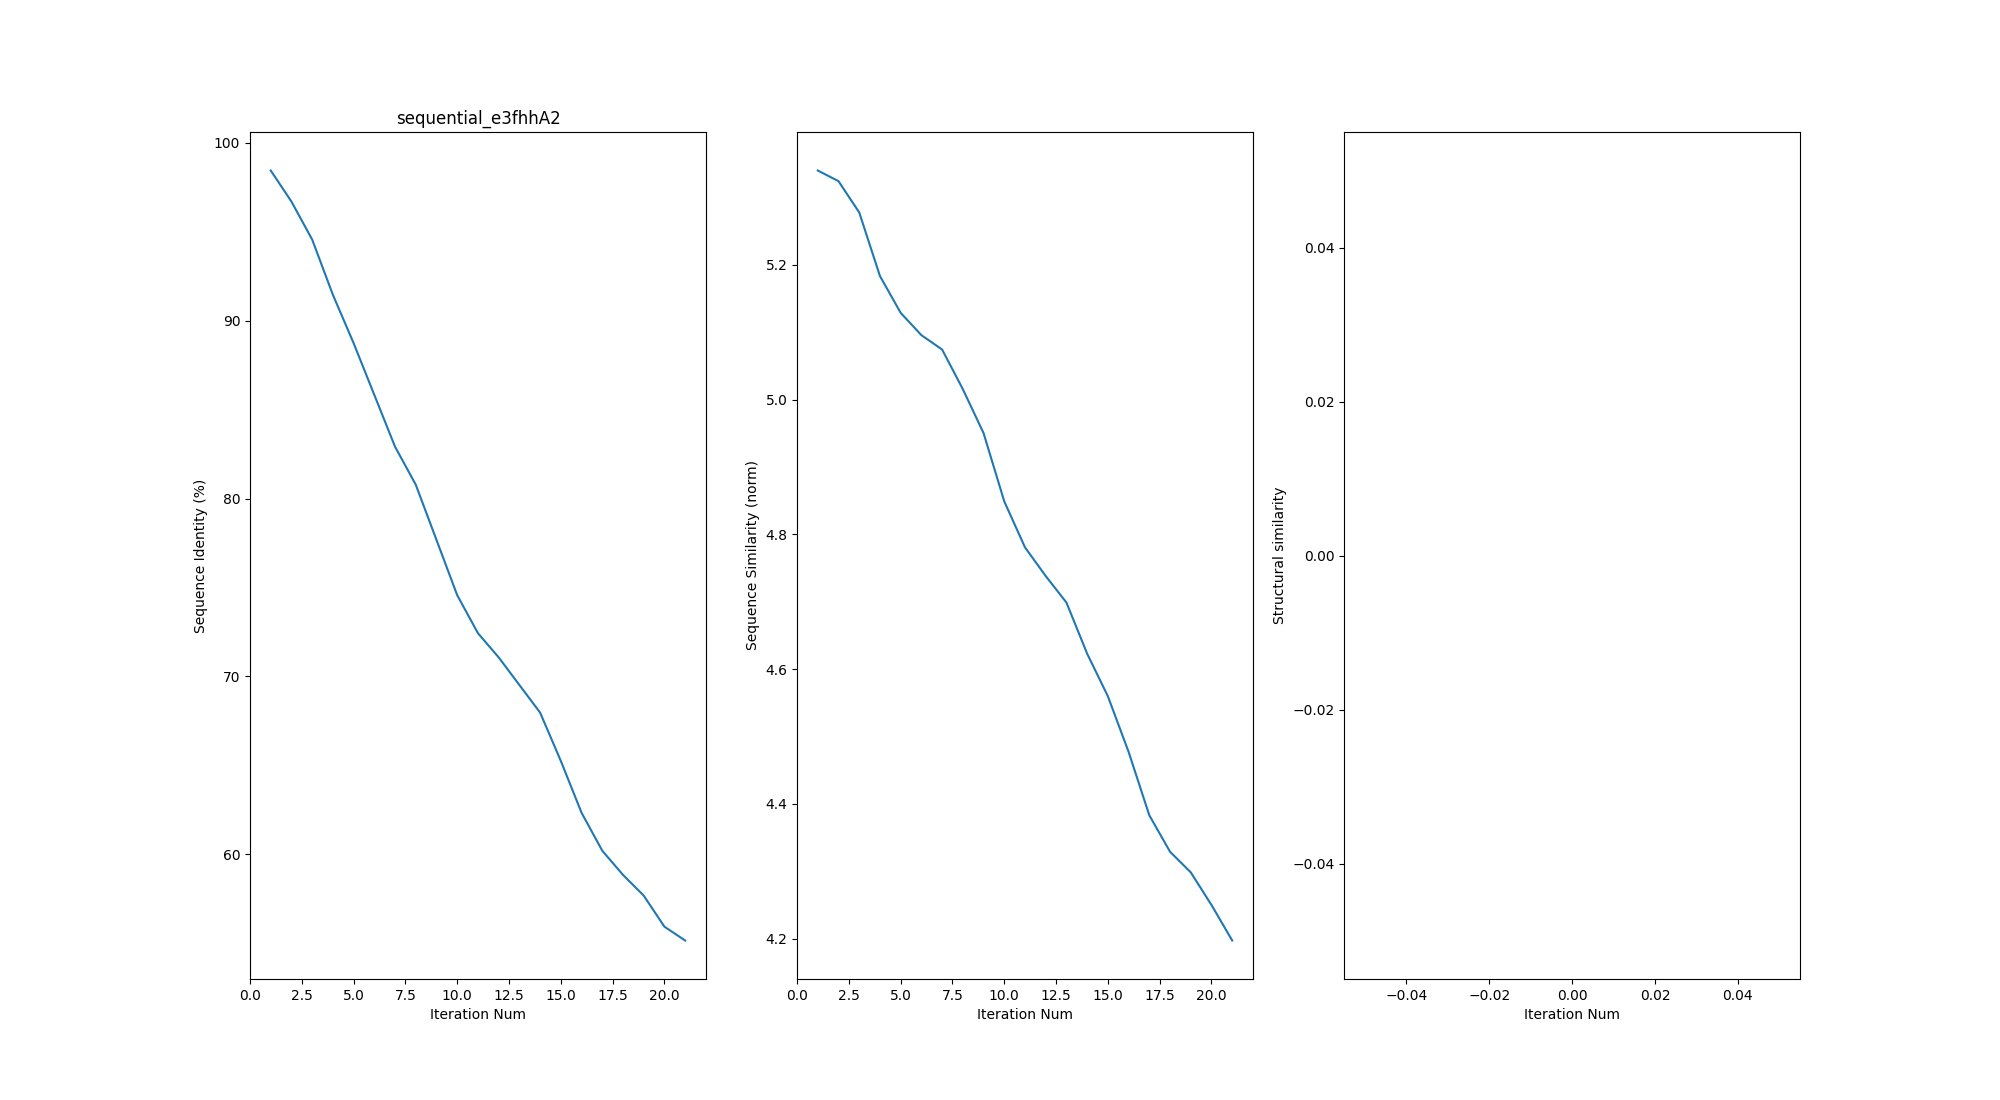 sequential_e3fhhA2
100
90
80
70
60
Sequence Identity (%)
0.0 2.5 5.0 7.5 10.0 12.5 15.0 17.5 20.0
Iteration Num
5.2
5.0
4.8
4.6
4.4
4.2
Sequence Similarity (norm)
0.0 2.5 5.0 7.5 10.0 12.5 15.0 17.5 20.0
Iteration Num
0.04
0.02
0.00
−0.02
−0.04
Structural similarity
−0.04 −0.02 0.00 0.02 0.04
Iteration Num